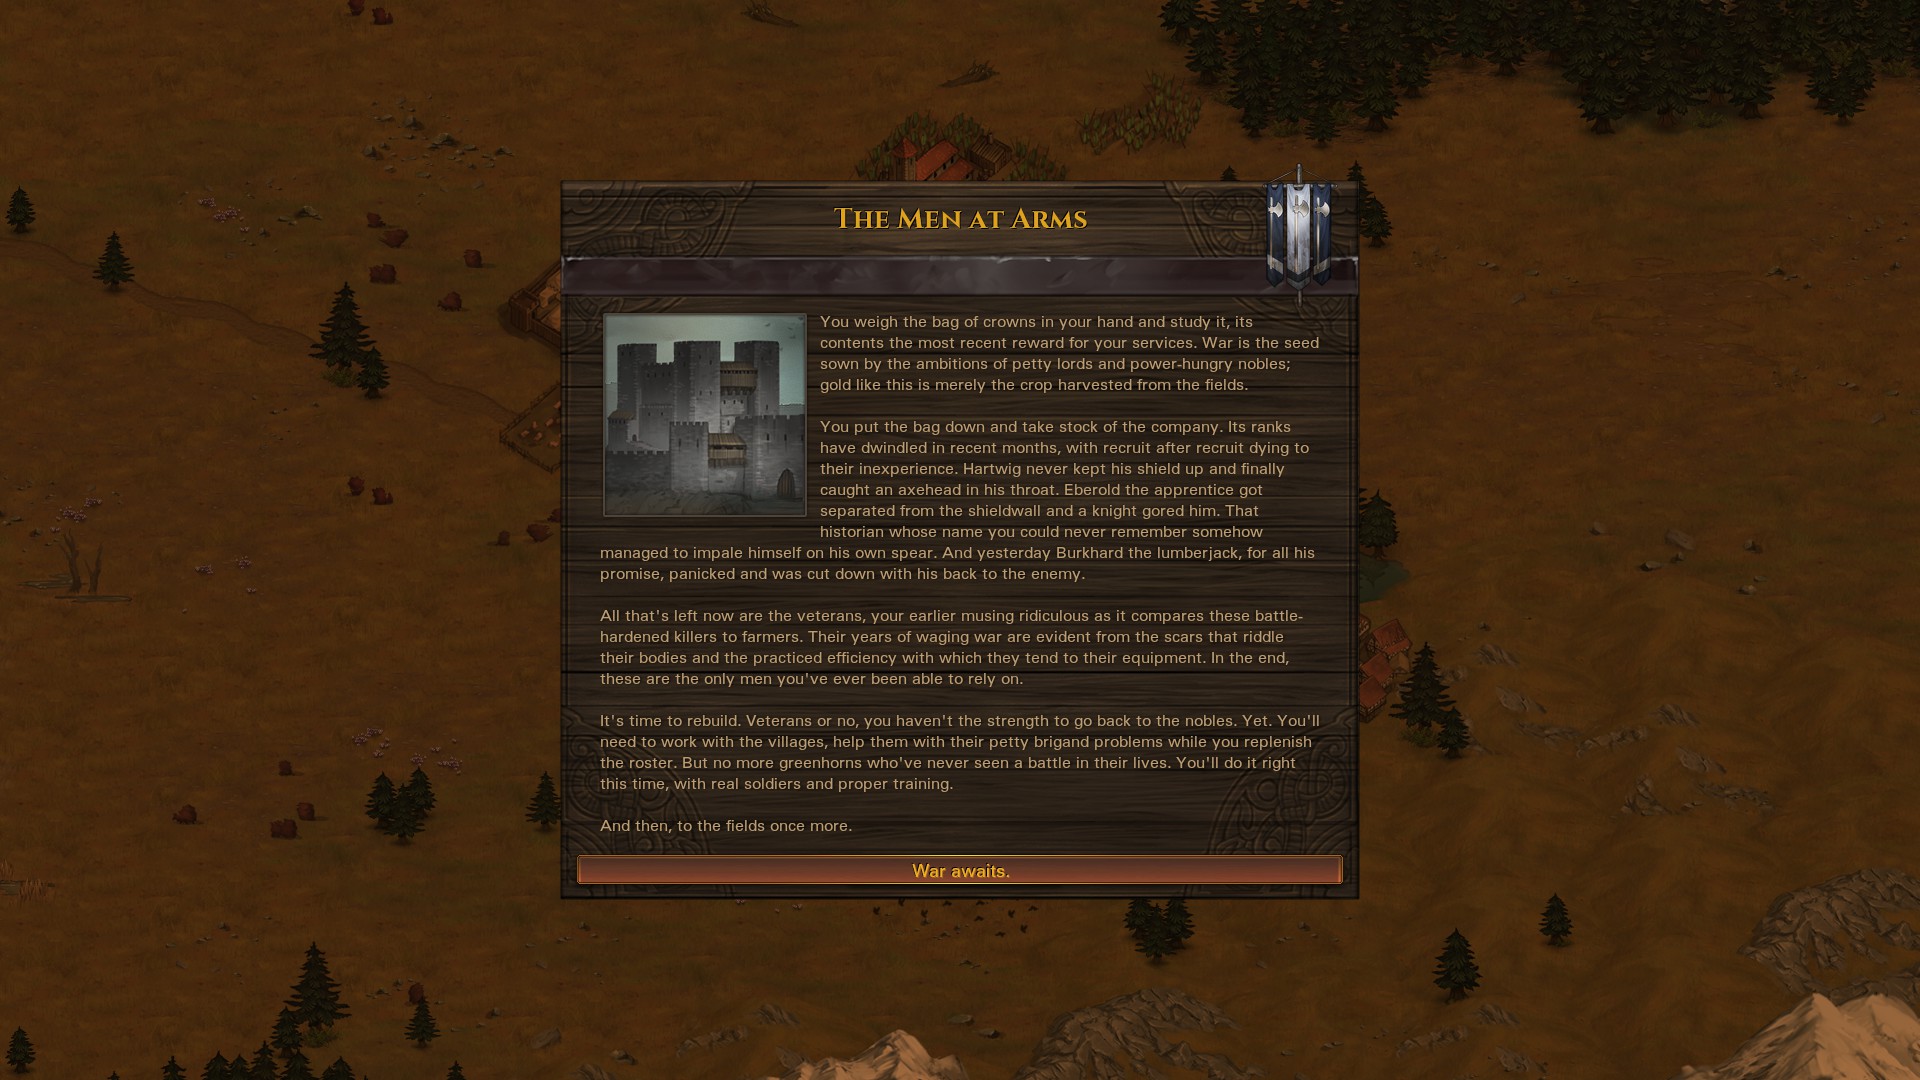 The Men at Arms
You weigh the bag of crowns in your hand and study it, its
contents the most recent reward for your services. War is the seed
sown by the ambitions of petty lords and power-hungry nobles;
gold like this is merely the crop harvested from the fields.
You put the bag down and take stock of the company. Its ranks
have dwindled in recent months, with recruit after recruit dying to
their inexperience. Hartwig never kept his shield up and finally
caught an axehead in his throat. Eberold the apprentice got
separated from the shieldwall and a knight gored him. That
historian whose name you could never remember somehow
managed to impale himself on his own spear. And yesterday Burkhard the lumberjack, for all his
promise, panicked and was cut down with his back to the enemy.
All that's left now are the veterans, your earlier musing ridiculous as it compares these battle-
hardened killers to farmers. Their years of waging war are evident from the scars that riddle
their bodies and the practiced efficiency with which they tend to their equipment. In the end,
these are the only men you've ever been able to rely on.
It's time to rebuild. Veterans or no, you haven't the strength to go back to the nobles. Yet. You'll
need to work with the villages, help them with their petty brigand problems while you replenish
the roster. But no more greenhorns who've never seen a battle in their lives. You'll do it right
this time, with real soldiers and proper training.
And then, to the fields once more.
War awaits.